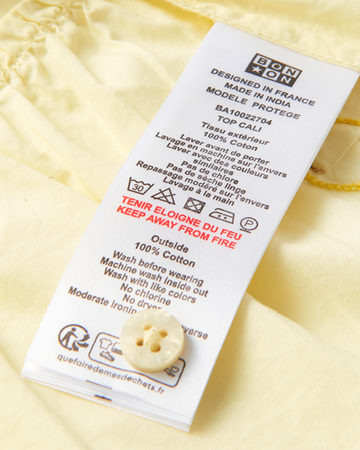 BON
TON
DESIGNED IN FRANCE
MADE IN INDIA
MODELE PROTEGE
BA10022704
TOP CALI
Tissu extérieur
100% Coton
Laver avant de porter
Lavage en machine sur l'envers
Laver avec des couleurs
similaires
Pas de chlore
Pas de sèche linge
Repassage modéré sur l'envers
Lavage à la main
30
P
TENIR ELOIGNE DU FEU
KEEP AWAY FROM FIRE
Outside
100% Cotton
Wash before wearing
Machine wash inside out
Wash with like colors
No chlorine
No dryer
Moderate Ironing verse
quefairedemesdechets.fr